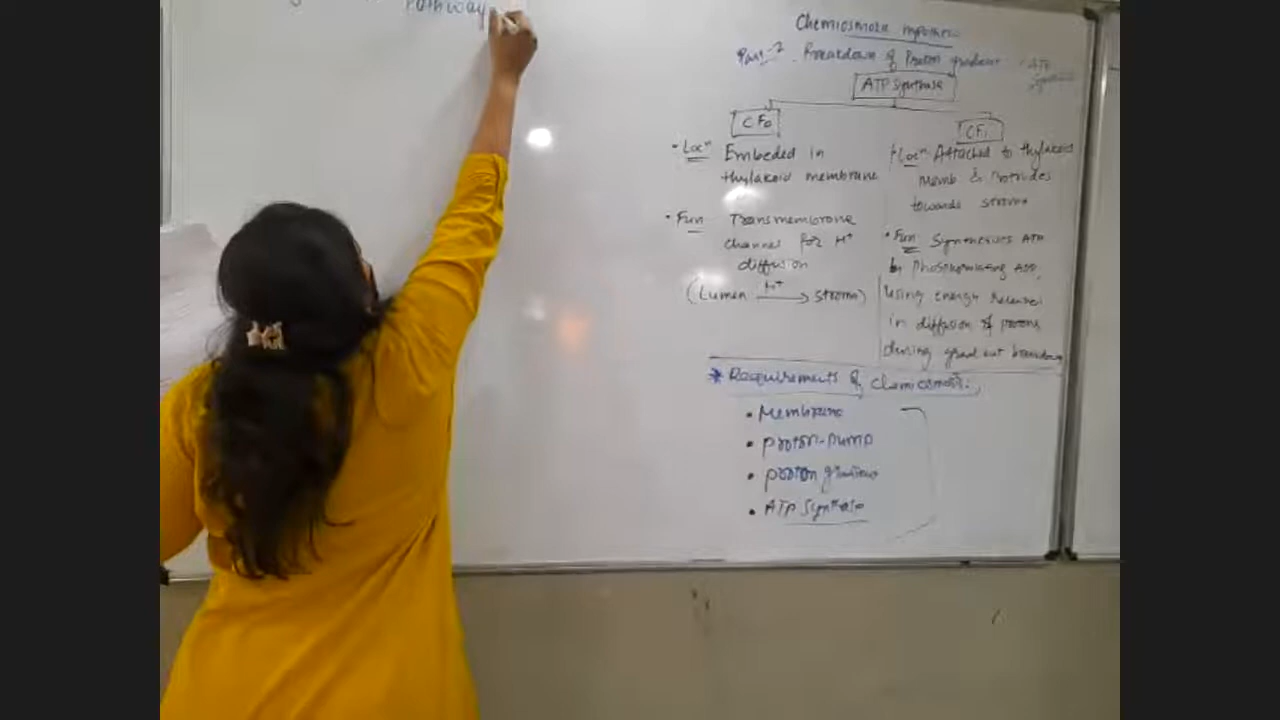 Pathway
Chemiosmotic Hypothesis
Part-2 Breakdown of Proton gradient
ATP
ATP Synthase
CF0
• Locn Embeded in
thylakoid membrane
• Fun Transmembrane
channel for H+
diffusion
(Lumen H+ → stroma)
CF1
• Locn Attached to thylakoid
memb & Protrudes
towards stroma
• Fun Synthesises ATP
by Phosphorylating ADP,
using energy released
in diffusion of protons
during gradient breakdown
* Requirements of chemiosmosis
• Membrane
• proton-pump
• proton gradient
• ATP Synthase